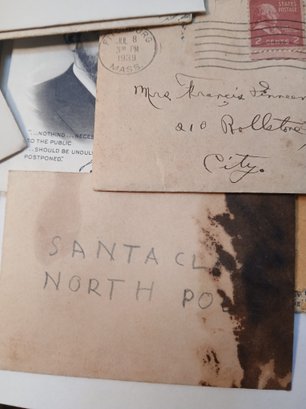 JUL 8
3 PM
1939
MASS.
Mrs Francis
210 Rollstone
City.
"...NOTHING...NECES
TO THE PUBLIC
...SHOULD BE UNDUL
POSTPONED."
SANTA CL
NORTH PO